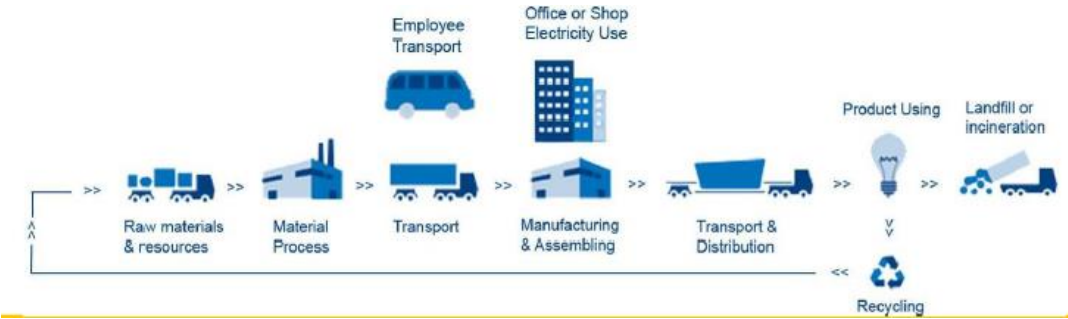 Employee
Transport
Office or Shop
Electricity Use
Product Using
Landfill or
incineration
>> >> >> >> >> >> >>
Raw materials
& resources
Material
Process
Transport
Manufacturing
& Assembling
Transport &
Distribution
<<
Recycling